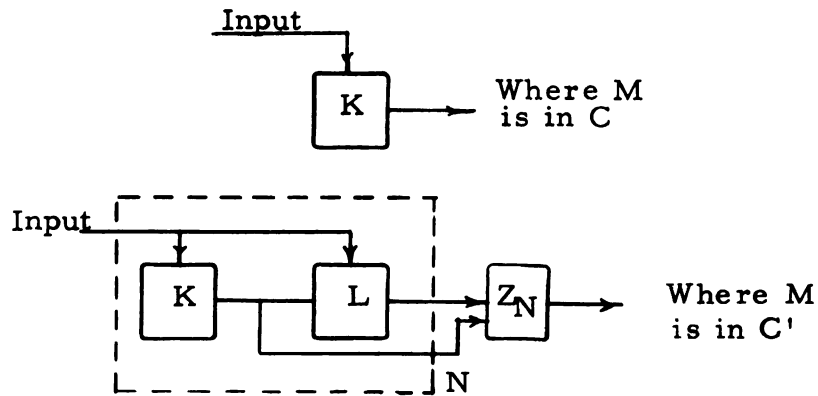 Input
K
Where M
is in C
Input
K
L
Z_N
Where M
is in C'
N